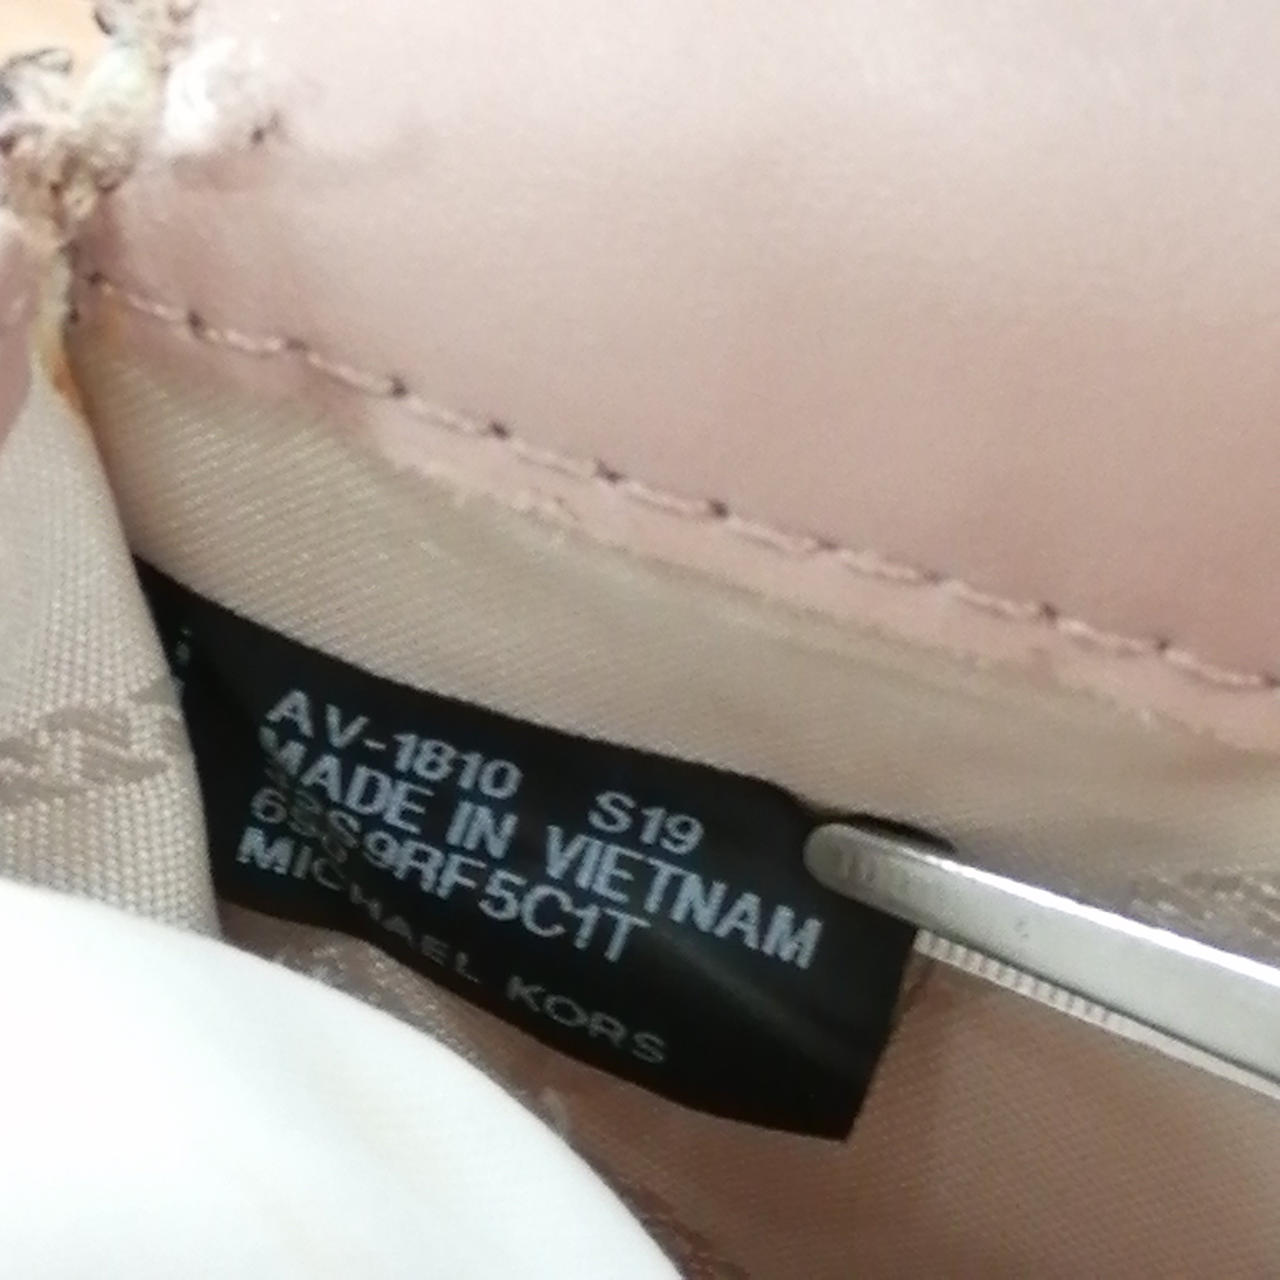 AV-1810 S19
MADE IN VIETNAM
63S9RF5C1T
MICHAEL KORS